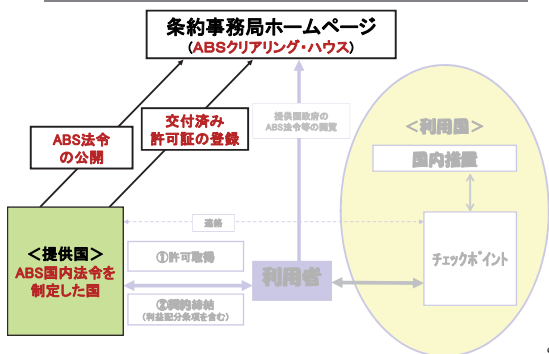 条約事務局ホームページ
(ABSクリアリング・ハウス)
ABS法令
の公開
交付済み
許可証の登録
提供国政府の
ABS法令等の閲覧
＜利用国＞
国内措置
連絡
＜提供国＞
ABS国内法令を
制定した国
①許可取得
利用者
②契約締結
(利益配分条項を含む)
チェックポイント